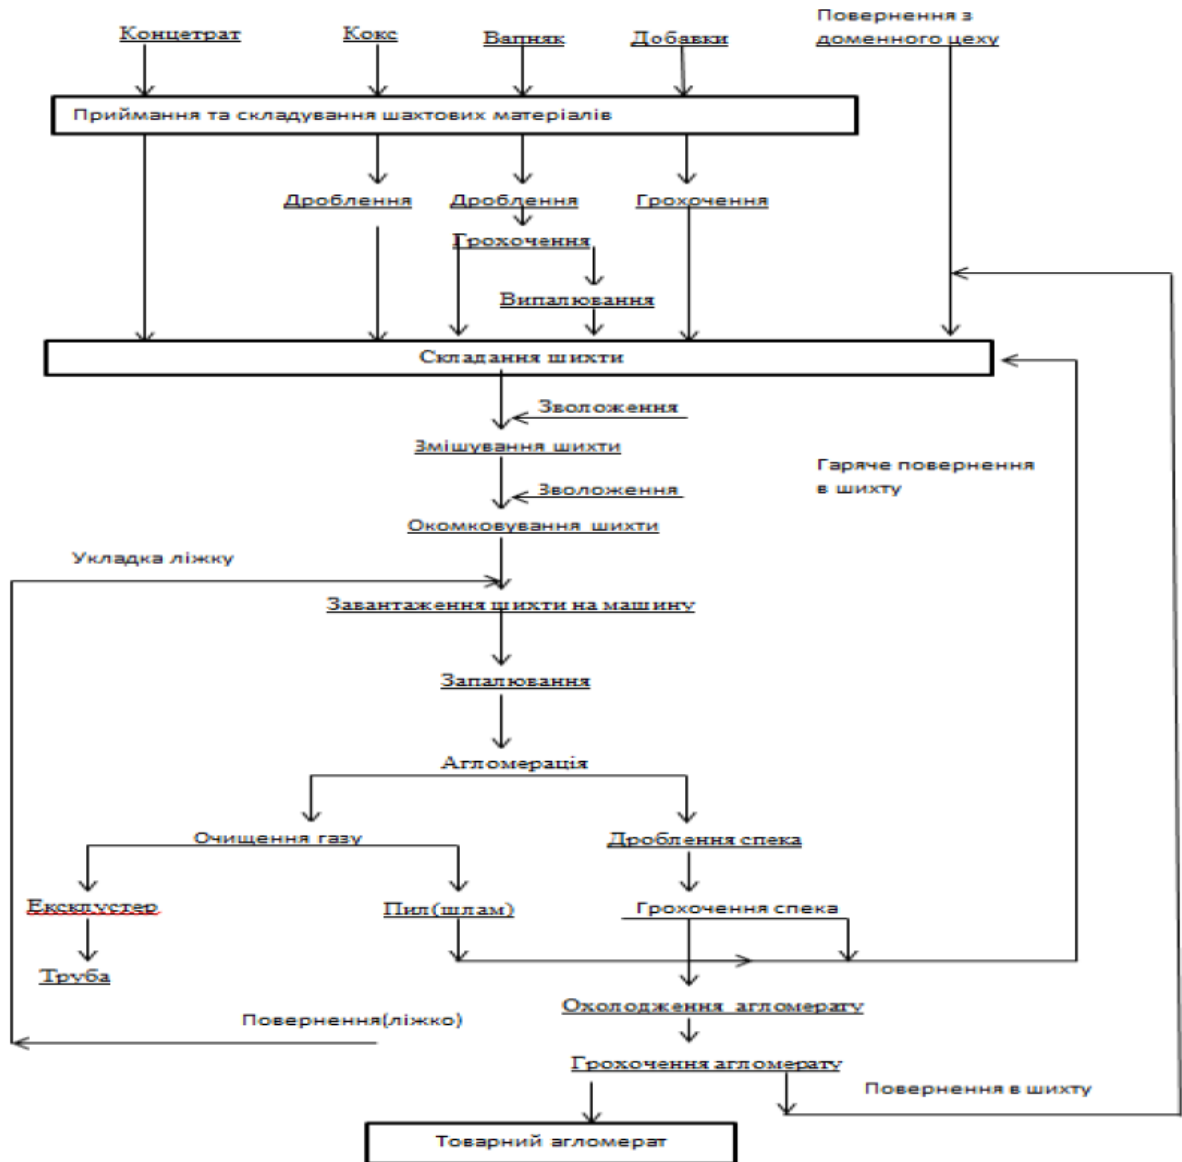 Повернення з
доменного цеху
Концетрат
Кокс
Вапняк
Добавки
Приймання та складування шахтових матеріалів
Дроблення
Дроблення
Грохочення
Грохочення
Випалювання
Складання шихти
Зволоження
Змішування шихти
Гаряче повернення
в шихту
Зволоження
Окомковування шихти
Укладка ліжку
Завантаження шихти на машину
Запалювання
Агломерація
Очищення газу
Дроблення спека
Ексклустер
Пил(шлам)
Грохочення спека
Труба
Охолодження агломерату
Повернення(ліжко)
Грохочення агломерату
Повернення в шихту
Товарний агломерат